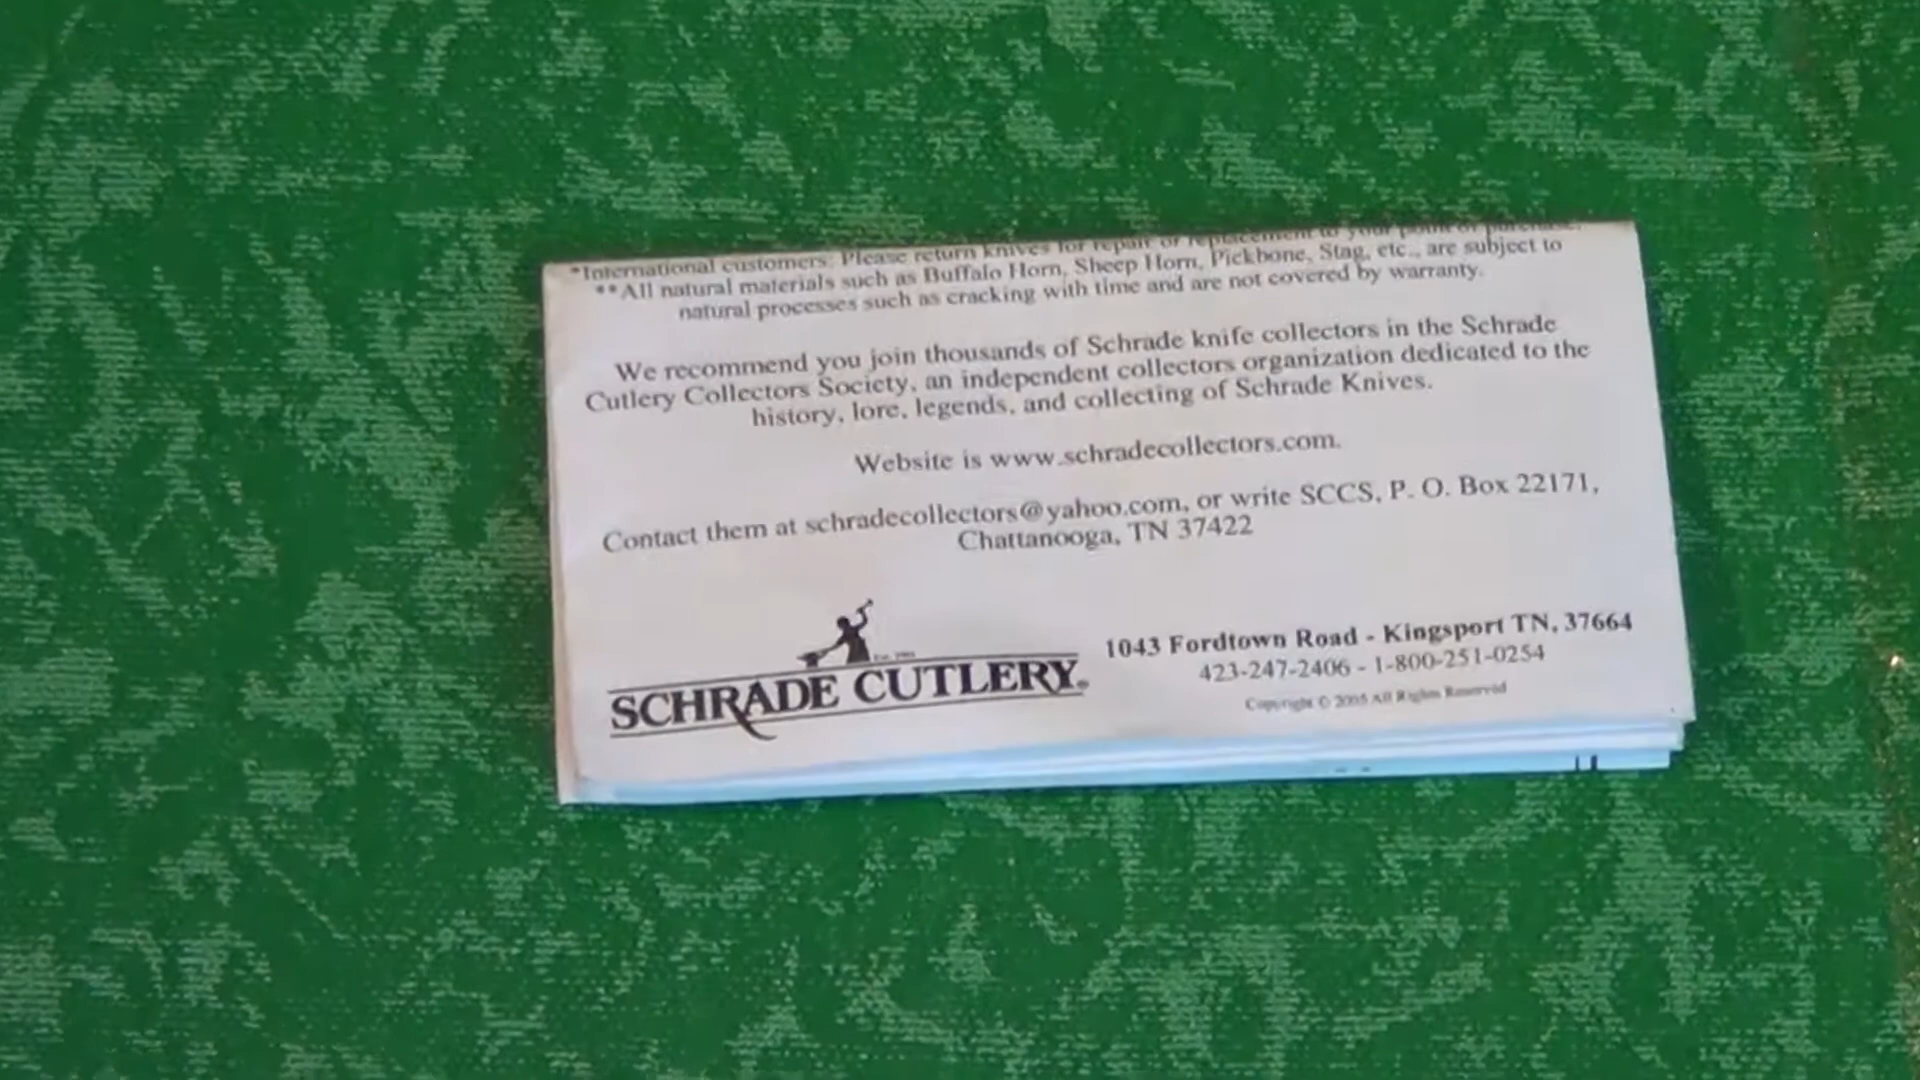 *International customers: Please return knives for repair or replacement to your point of purchase.
**All natural materials such as Buffalo Horn, Sheep Horn, Pickbone, Stag, etc., are subject to
natural processes such as cracking with time and are not covered by warranty.
We recommend you join thousands of Schrade knife collectors in the Schrade
Cutlery Collectors Society, an independent collectors organization dedicated to the
history, lore, legends, and collecting of Schrade Knives.
Website is www.schradecollectors.com.
Contact them at schradecollectors@yahoo.com, or write SCCS, P. O. Box 22171,
Chattanooga, TN 37422
SCHRADE CUTLERY®
1043 Fordtown Road - Kingsport TN, 37664
423-247-2406 - 1-800-251-0254
Copyright © 2005 All Rights Reserved